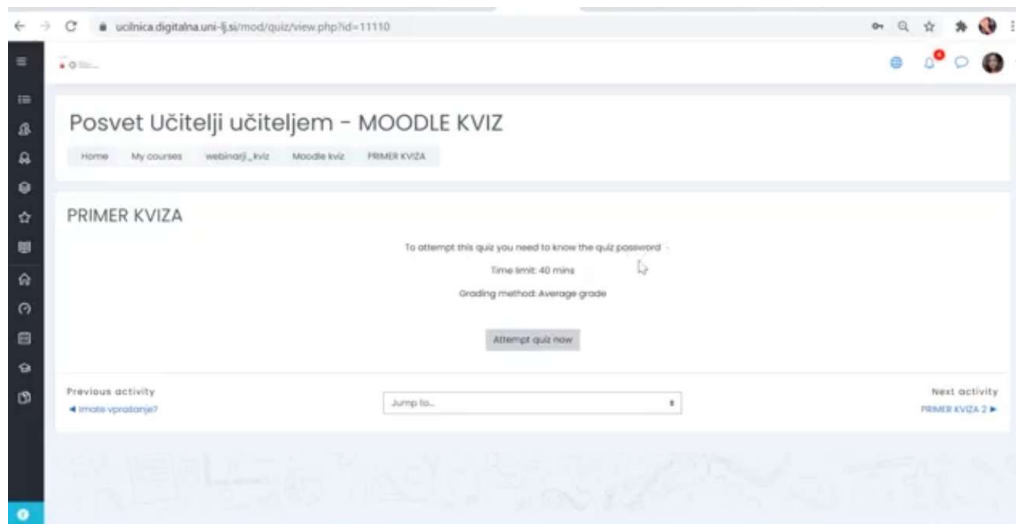 ucilnica.digitalna.uni-lj.si/mod/quiz/view.php?id=11110
Posvet Učitelji učiteljem - MOODLE KVIZ
Home My courses webinarji_kviz Moodle kviz PRIMER KVIZA
PRIMER KVIZA
To attempt this quiz you need to know the quiz password
Time limit: 40 mins
Grading method: Average grade
Attempt quiz now
Previous activity
◄ Imate vprašanje?
Jump to...
Next activity
PRIMER KVIZA 2 ►